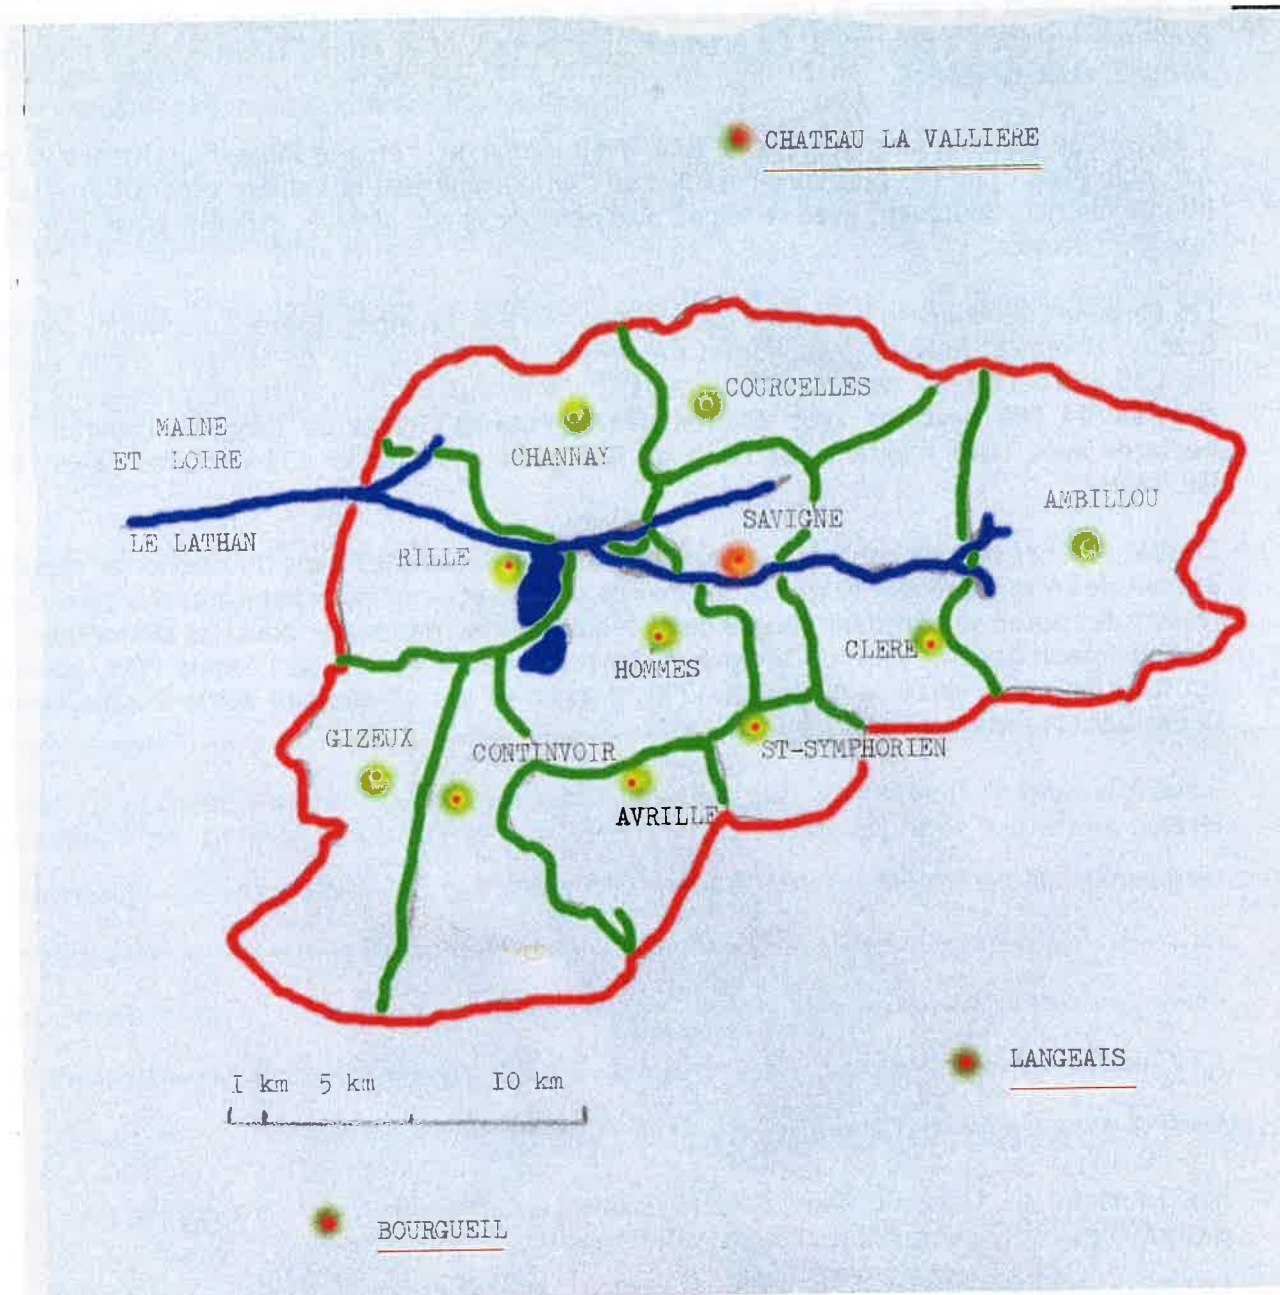 CHATEAU LA VALLIERE
COURCELLES
MAINE
ET LOIRE
CHANNAY
AMBILLOU
SAVIGNE
LE LATHAN
RILLE
CLERE
HOMMES
GIZEUX
CONTINVOIR
ST-SYMPHORIEN
AVRILLE
LANGEAIS
I km 5 km IO km
BOURGUEIL